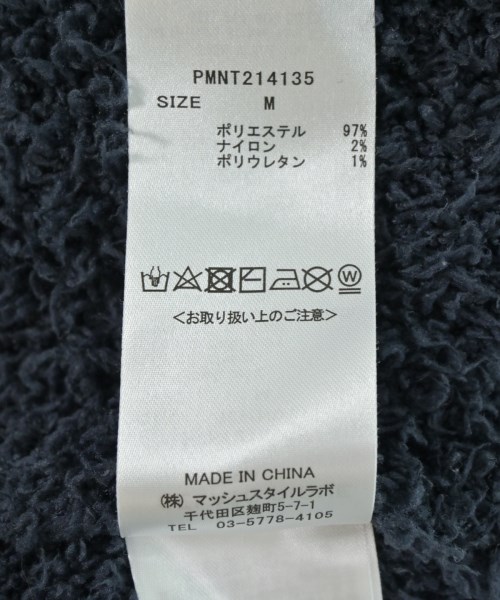 PMNT214135
SIZE M
ポリエステル 97%
ナイロン 2%
ポリウレタン 1%
W
<お取り扱い上のご注意>
MADE IN CHINA
(株) マッシュスタイルラボ
千代田区麹町5-7-1
TEL 03-5778-4105